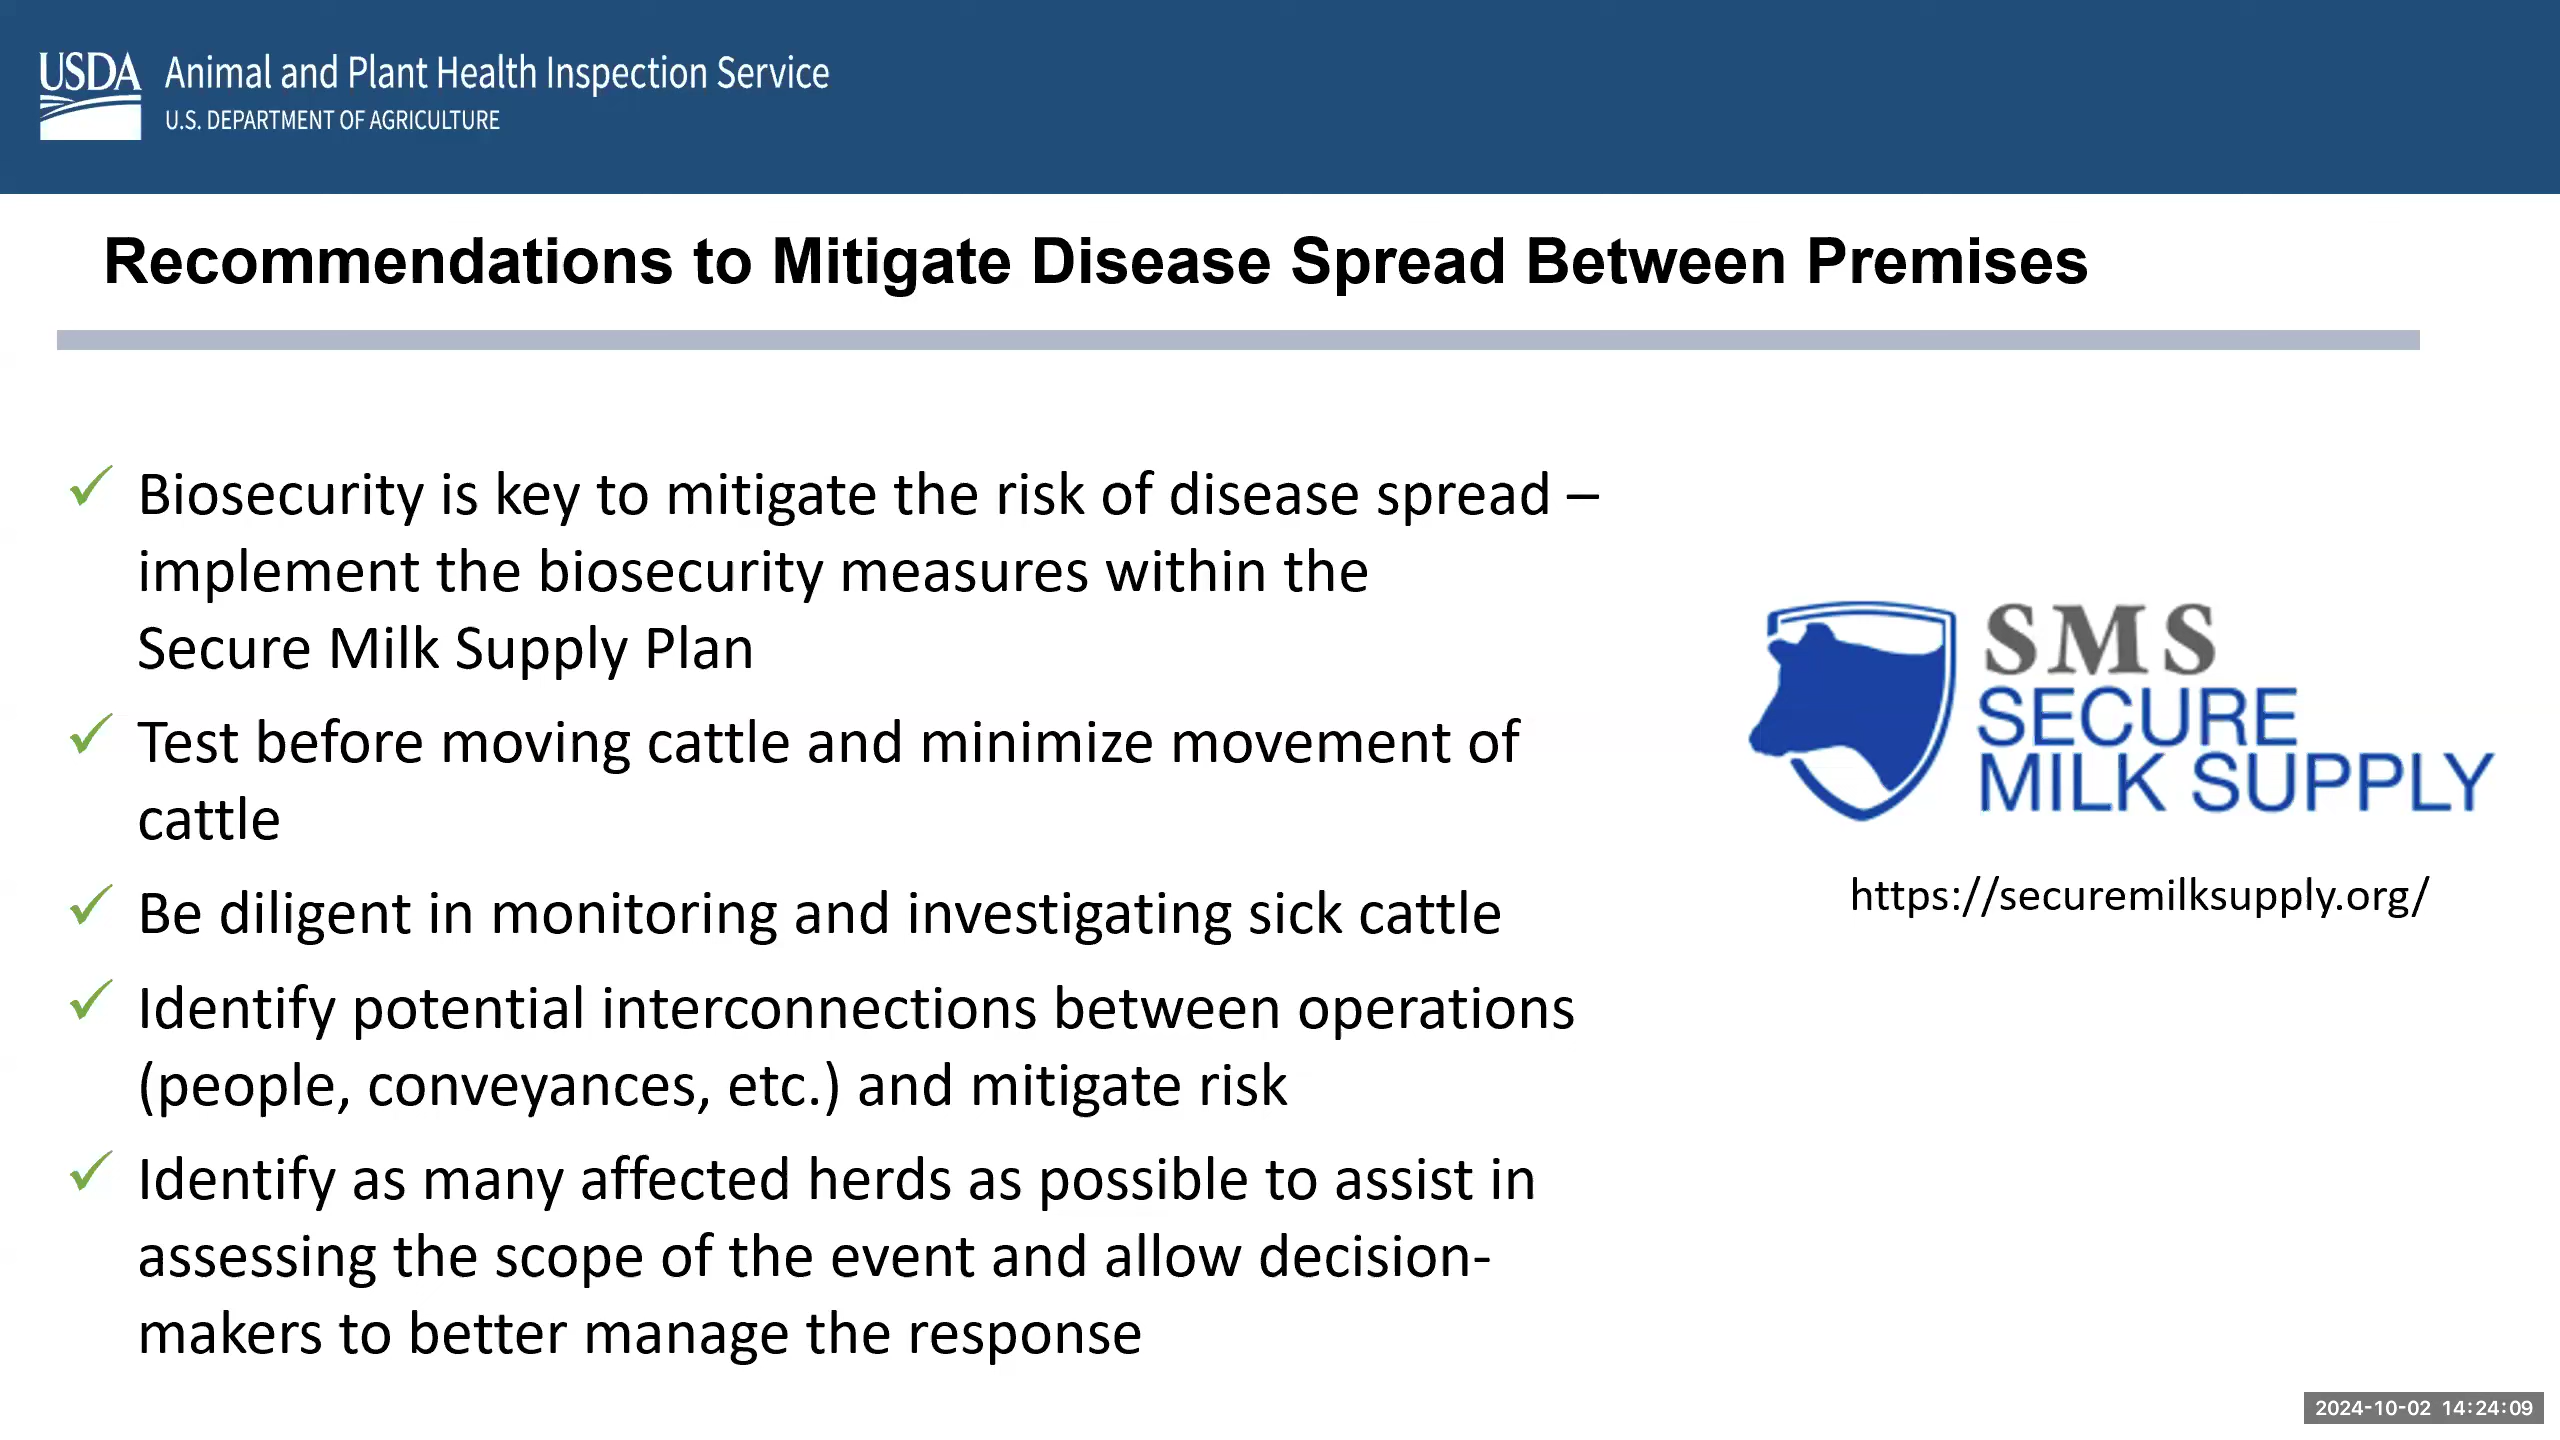 USDA
Animal and Plant Health Inspection Service
U.S. DEPARTMENT OF AGRICULTURE
Recommendations to Mitigate Disease Spread Between Premises
✓ Biosecurity is key to mitigate the risk of disease spread –
implement the biosecurity measures within the
Secure Milk Supply Plan
✓ Test before moving cattle and minimize movement of
cattle
✓ Be diligent in monitoring and investigating sick cattle
✓ Identify potential interconnections between operations
(people, conveyances, etc.) and mitigate risk
✓ Identify as many affected herds as possible to assist in
assessing the scope of the event and allow decision-
makers to better manage the response
SMS
SECURE
MILK SUPPLY
https://securemilksupply.org/
2024-10-02 14:24:09